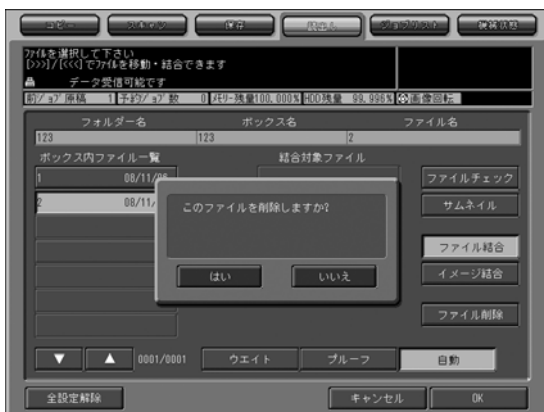 コピー スキャン 保存 読出し ジョブリスト 機械状態
ファイルを選択して下さい
[>>>]/[<<<]でファイルを移動・結合できます
データ受信可能です
前ジョブ原稿 1 予約ジョブ数 0 メモリー残量100.000% HDD残量 99.996% 画像回転
フォルダー名 ボックス名 ファイル名
123 123 2
ボックス内ファイル一覧 結合対象ファイル
1 08/11/06 ファイルチェック
2 08/11/ サムネイル
このファイルを削除しますか?
ファイル結合
はい いいえ イメージ結合
ファイル削除
▼ ▲ 0001/0001 ウエイト プルーフ 自動
全設定解除 キャンセル OK